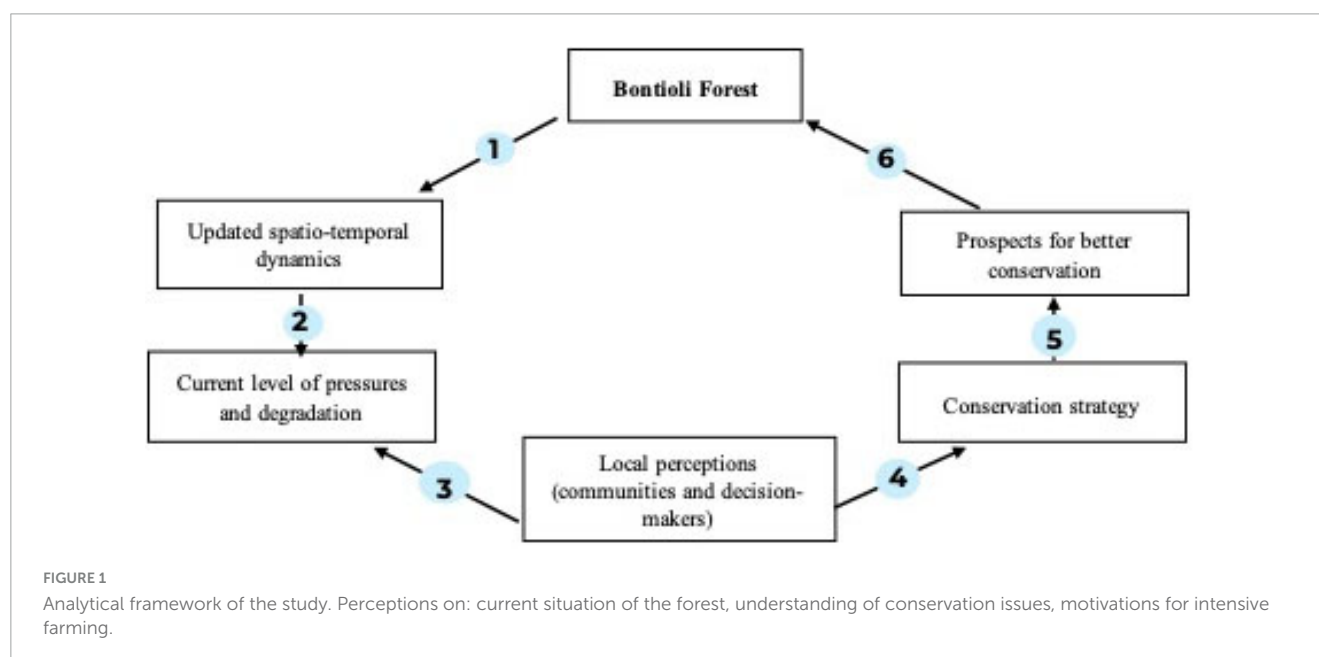 Bontioli Forest
1
6
Updated spatio-temporal
dynamics
Prospects for better
conservation
2
5
Current level of pressures
and degradation
Conservation strategy
Local perceptions
(communities and decision-
makers)
3
4
FIGURE 1
Analytical framework of the study. Perceptions on: current situation of the forest, understanding of conservation issues, motivations for intensive
farming.